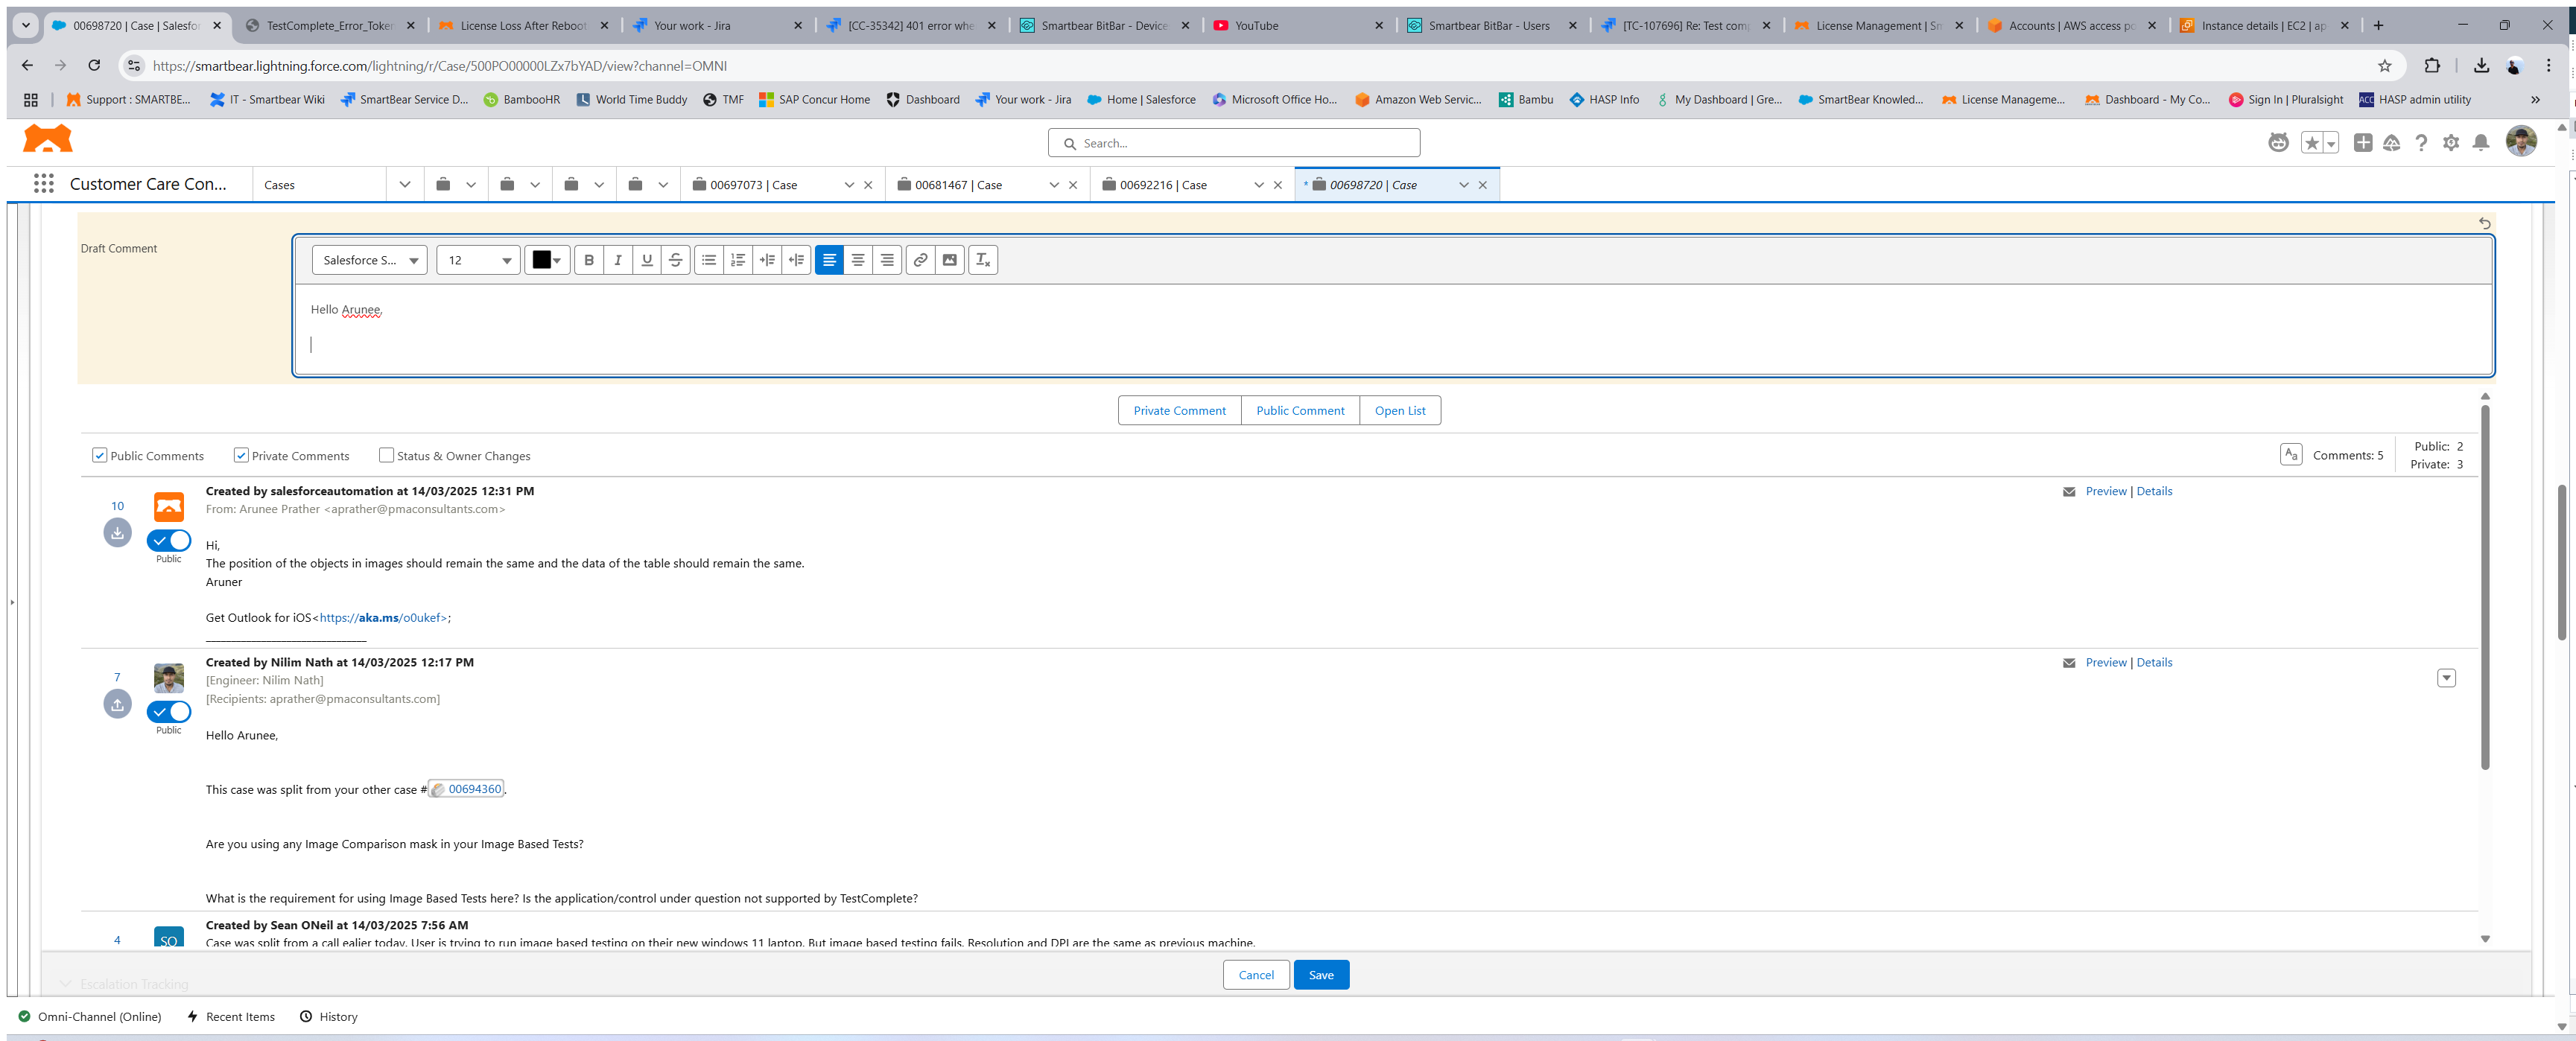 00698720 | Case | Salesfor
TestComplete_Error_Token
License Loss After Reboot
Your work - Jira
[CC-35342] 401 error whe
Smartbear BitBar - Device
YouTube
Smartbear BitBar - Users
[TC-107696] Re: Test comp
License Management | Sm
Accounts | AWS access po
Instance details | EC2 | ap
https://smartbear.lightning.force.com/lightning/r/Case/500PO00000LZx7bYAD/view?channel=OMNI
Support : SMARTBE...
IT - Smartbear Wiki
SmartBear Service D...
BambooHR
World Time Buddy
TMF
SAP Concur Home
Dashboard
Your work - Jira
Home | Salesforce
Microsoft Office Ho...
Amazon Web Servic...
Bambu
HASP Info
My Dashboard | Gre...
SmartBear Knowled...
License Manageme...
Dashboard - My Co...
Sign In | Pluralsight
ACC HASP admin utility
Search...
Customer Care Con...
Cases
00697073 | Case
00681467 | Case
00692216 | Case
* 00698720 | Case
Draft Comment
Salesforce S...
12
B I U S
Hello Arunee,
Private Comment
Public Comment
Open List
Public Comments
Private Comments
Status & Owner Changes
Aa
Comments: 5
Public: 2
Private: 3
10
Created by salesforceautomation at 14/03/2025 12:31 PM
Preview | Details
From: Arunee Prather <aprather@pmaconsultants.com>
Public
Hi,
The position of the objects in images should remain the same and the data of the table should remain the same.
Aruner
Get Outlook for iOS<https://aka.ms/o0ukef>;
________________________________
7
Created by Nilim Nath at 14/03/2025 12:17 PM
Preview | Details
[Engineer: Nilim Nath]
[Recipients: aprather@pmaconsultants.com]
Public
Hello Arunee,
This case was split from your other case # 00694360.
Are you using any Image Comparison mask in your Image Based Tests?
What is the requirement for using Image Based Tests here? Is the application/control under question not supported by TestComplete?
4
SO
Created by Sean ONeil at 14/03/2025 7:56 AM
Case was split from a call ealier today. User is trying to run image based testing on their new windows 11 laptop. But image based testing fails. Resolution and DPI are the same as previous machine.
Cancel
Save
Escalation Tracking
Omni-Channel (Online)
Recent Items
History